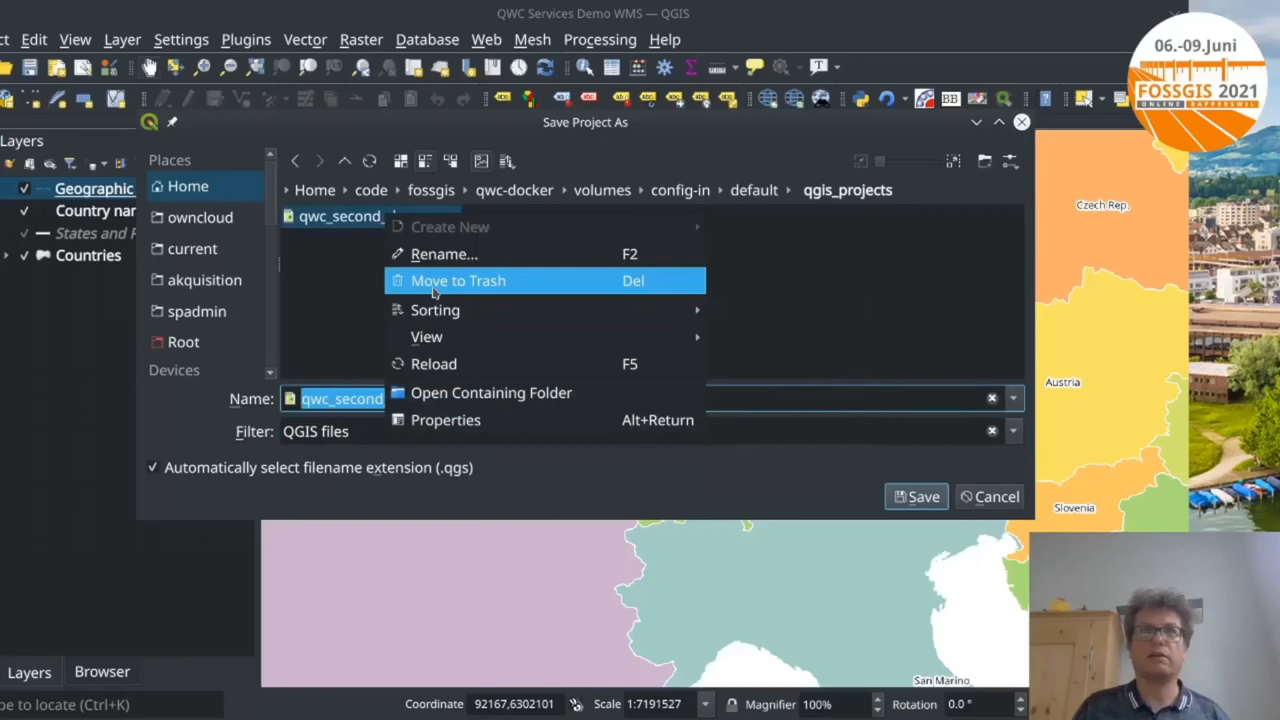 QWC Services Demo WMS — QGIS
ct Edit View Layer Settings Plugins Vector Raster Database Web Mesh Processing Help
06.-09.Juni
FOSSGIS 2021
ONLINE RAPPERSWIL
BB
Save Project As
Layers
Geographic
Country nar
States and F
Countries
Places
Home
owncloud
current
akquisition
spadmin
Root
Devices
Home code fossgis qwc-docker volumes config-in default qgis_projects
qwc_second_
Create New
Rename... F2
Move to Trash Del
Sorting
View
Reload F5
Open Containing Folder
Properties Alt+Return
Name: qwc_second
Filter: QGIS files
Automatically select filename extension (.qgs)
Save Cancel
Czech Rep.
Austria
Slovenia
San Marino
Layers Browser
pe to locate (Ctrl+K)
Coordinate 92167,6302101 Scale 1:7191527 Magnifier 100% Rotation 0.0 °